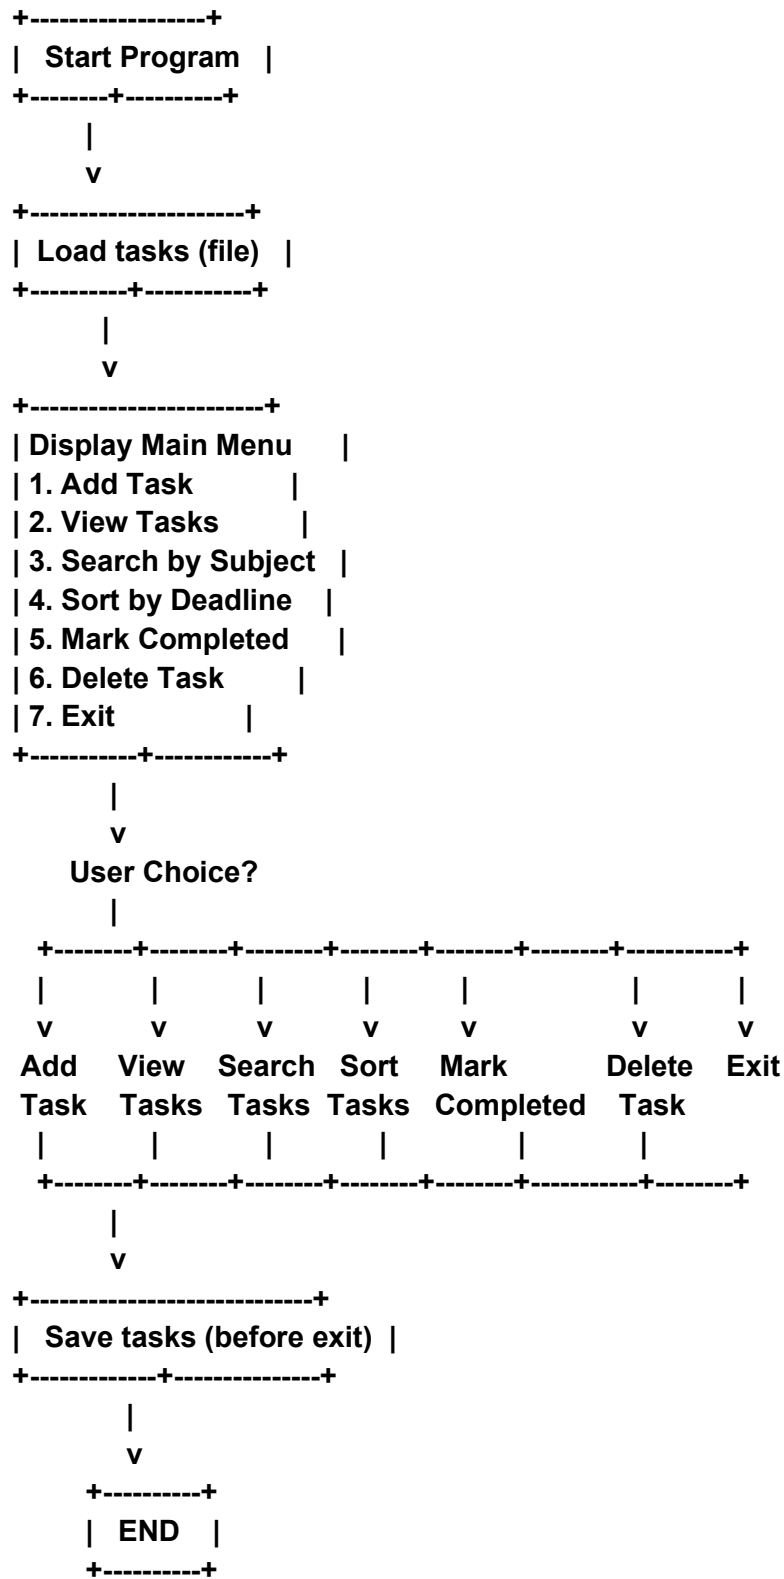 +------------------+
|   Start Program   |
+--------+----------+
         |
         v
+----------------------+
|  Load tasks (file)   |
+----------+-----------+
           |
           v
+------------------------+
| Display Main Menu      |
| 1. Add Task            |
| 2. View Tasks          |
| 3. Search by Subject   |
| 4. Sort by Deadline    |
| 5. Mark Completed      |
| 6. Delete Task         |
| 7. Exit                |
+-----------+------------+
            |
            v
       User Choice?
            |
   +--------+--------+--------+--------+--------+--------+-----------+
   |            |           |           |           |                   |           |
   v            v           v           v           v                   v           v
 Add      View    Search   Sort     Mark            Delete    Exit
 Task    Tasks   Tasks  Tasks   Completed    Task
   |            |            |            |               |             |
   +--------+--------+--------+--------+--------+-----------+--------+
            |
            v
+-----------------------------+
|   Save tasks (before exit)  |
+-------------+---------------+
              |
              v
         +----------+
         |   END    |
         +----------+